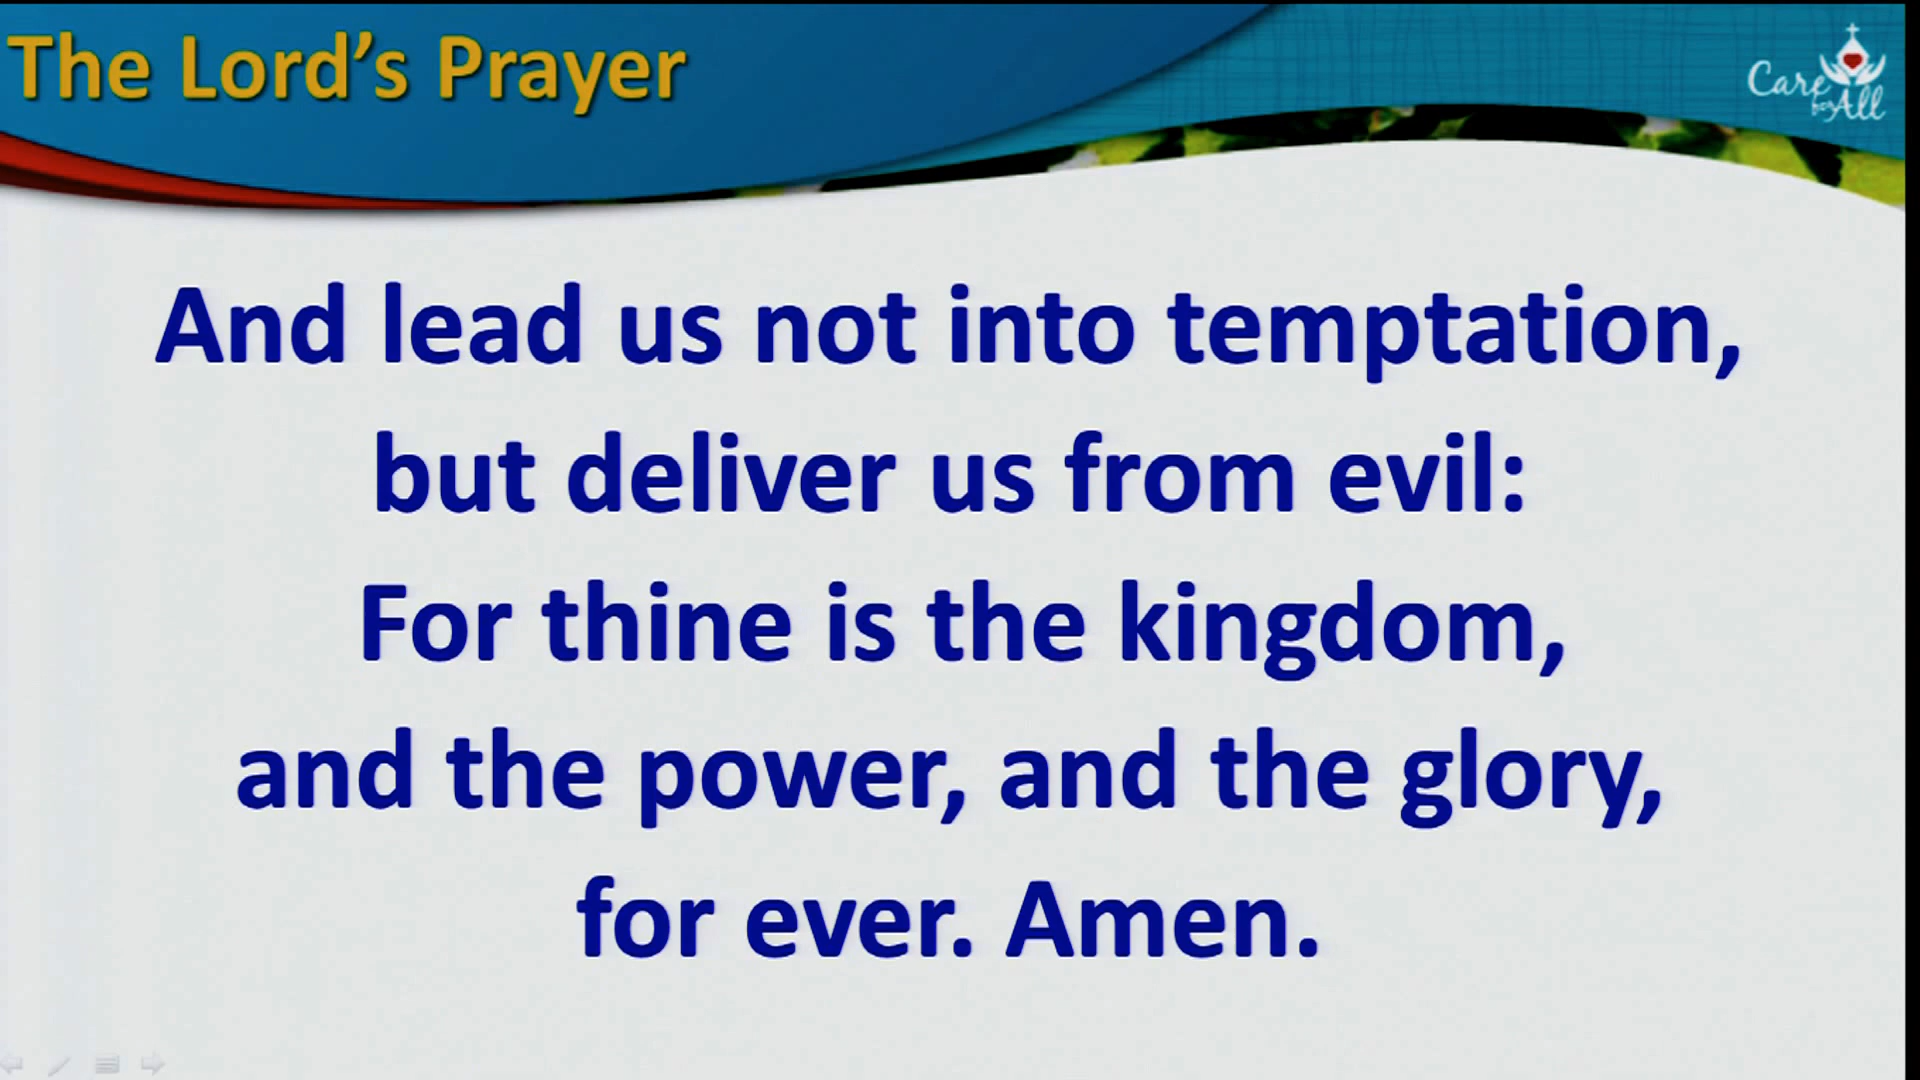 The Lord’s Prayer
Care for All
And lead us not into temptation,
but deliver us from evil:
For thine is the kingdom,
and the power, and the glory,
for ever. Amen.